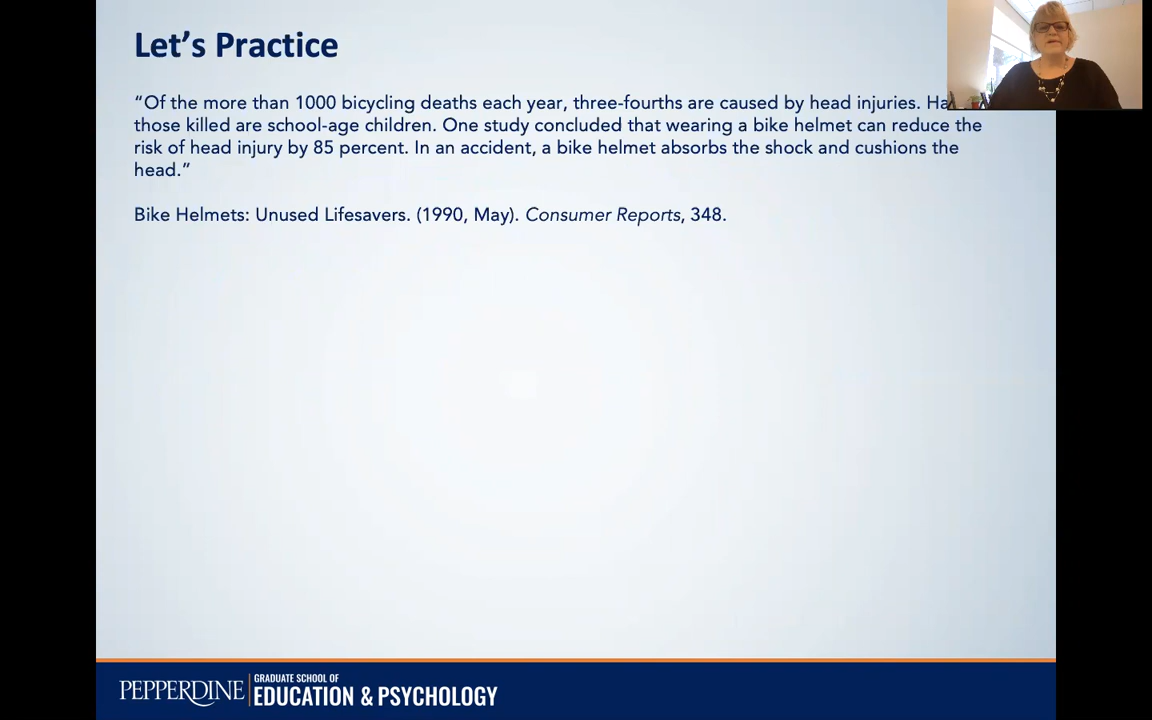 Let’s Practice
“Of the more than 1000 bicycling deaths each year, three-fourths are caused by head injuries.
those killed are school-age children. One study concluded that wearing a bike helmet can reduce the
risk of head injury by 85 percent. In an accident, a bike helmet absorbs the shock and cushions the
head.”
Bike Helmets: Unused Lifesavers. (1990, May). Consumer Reports, 348.
PEPPERDINE
GRADUATE SCHOOL OF
EDUCATION & PSYCHOLOGY